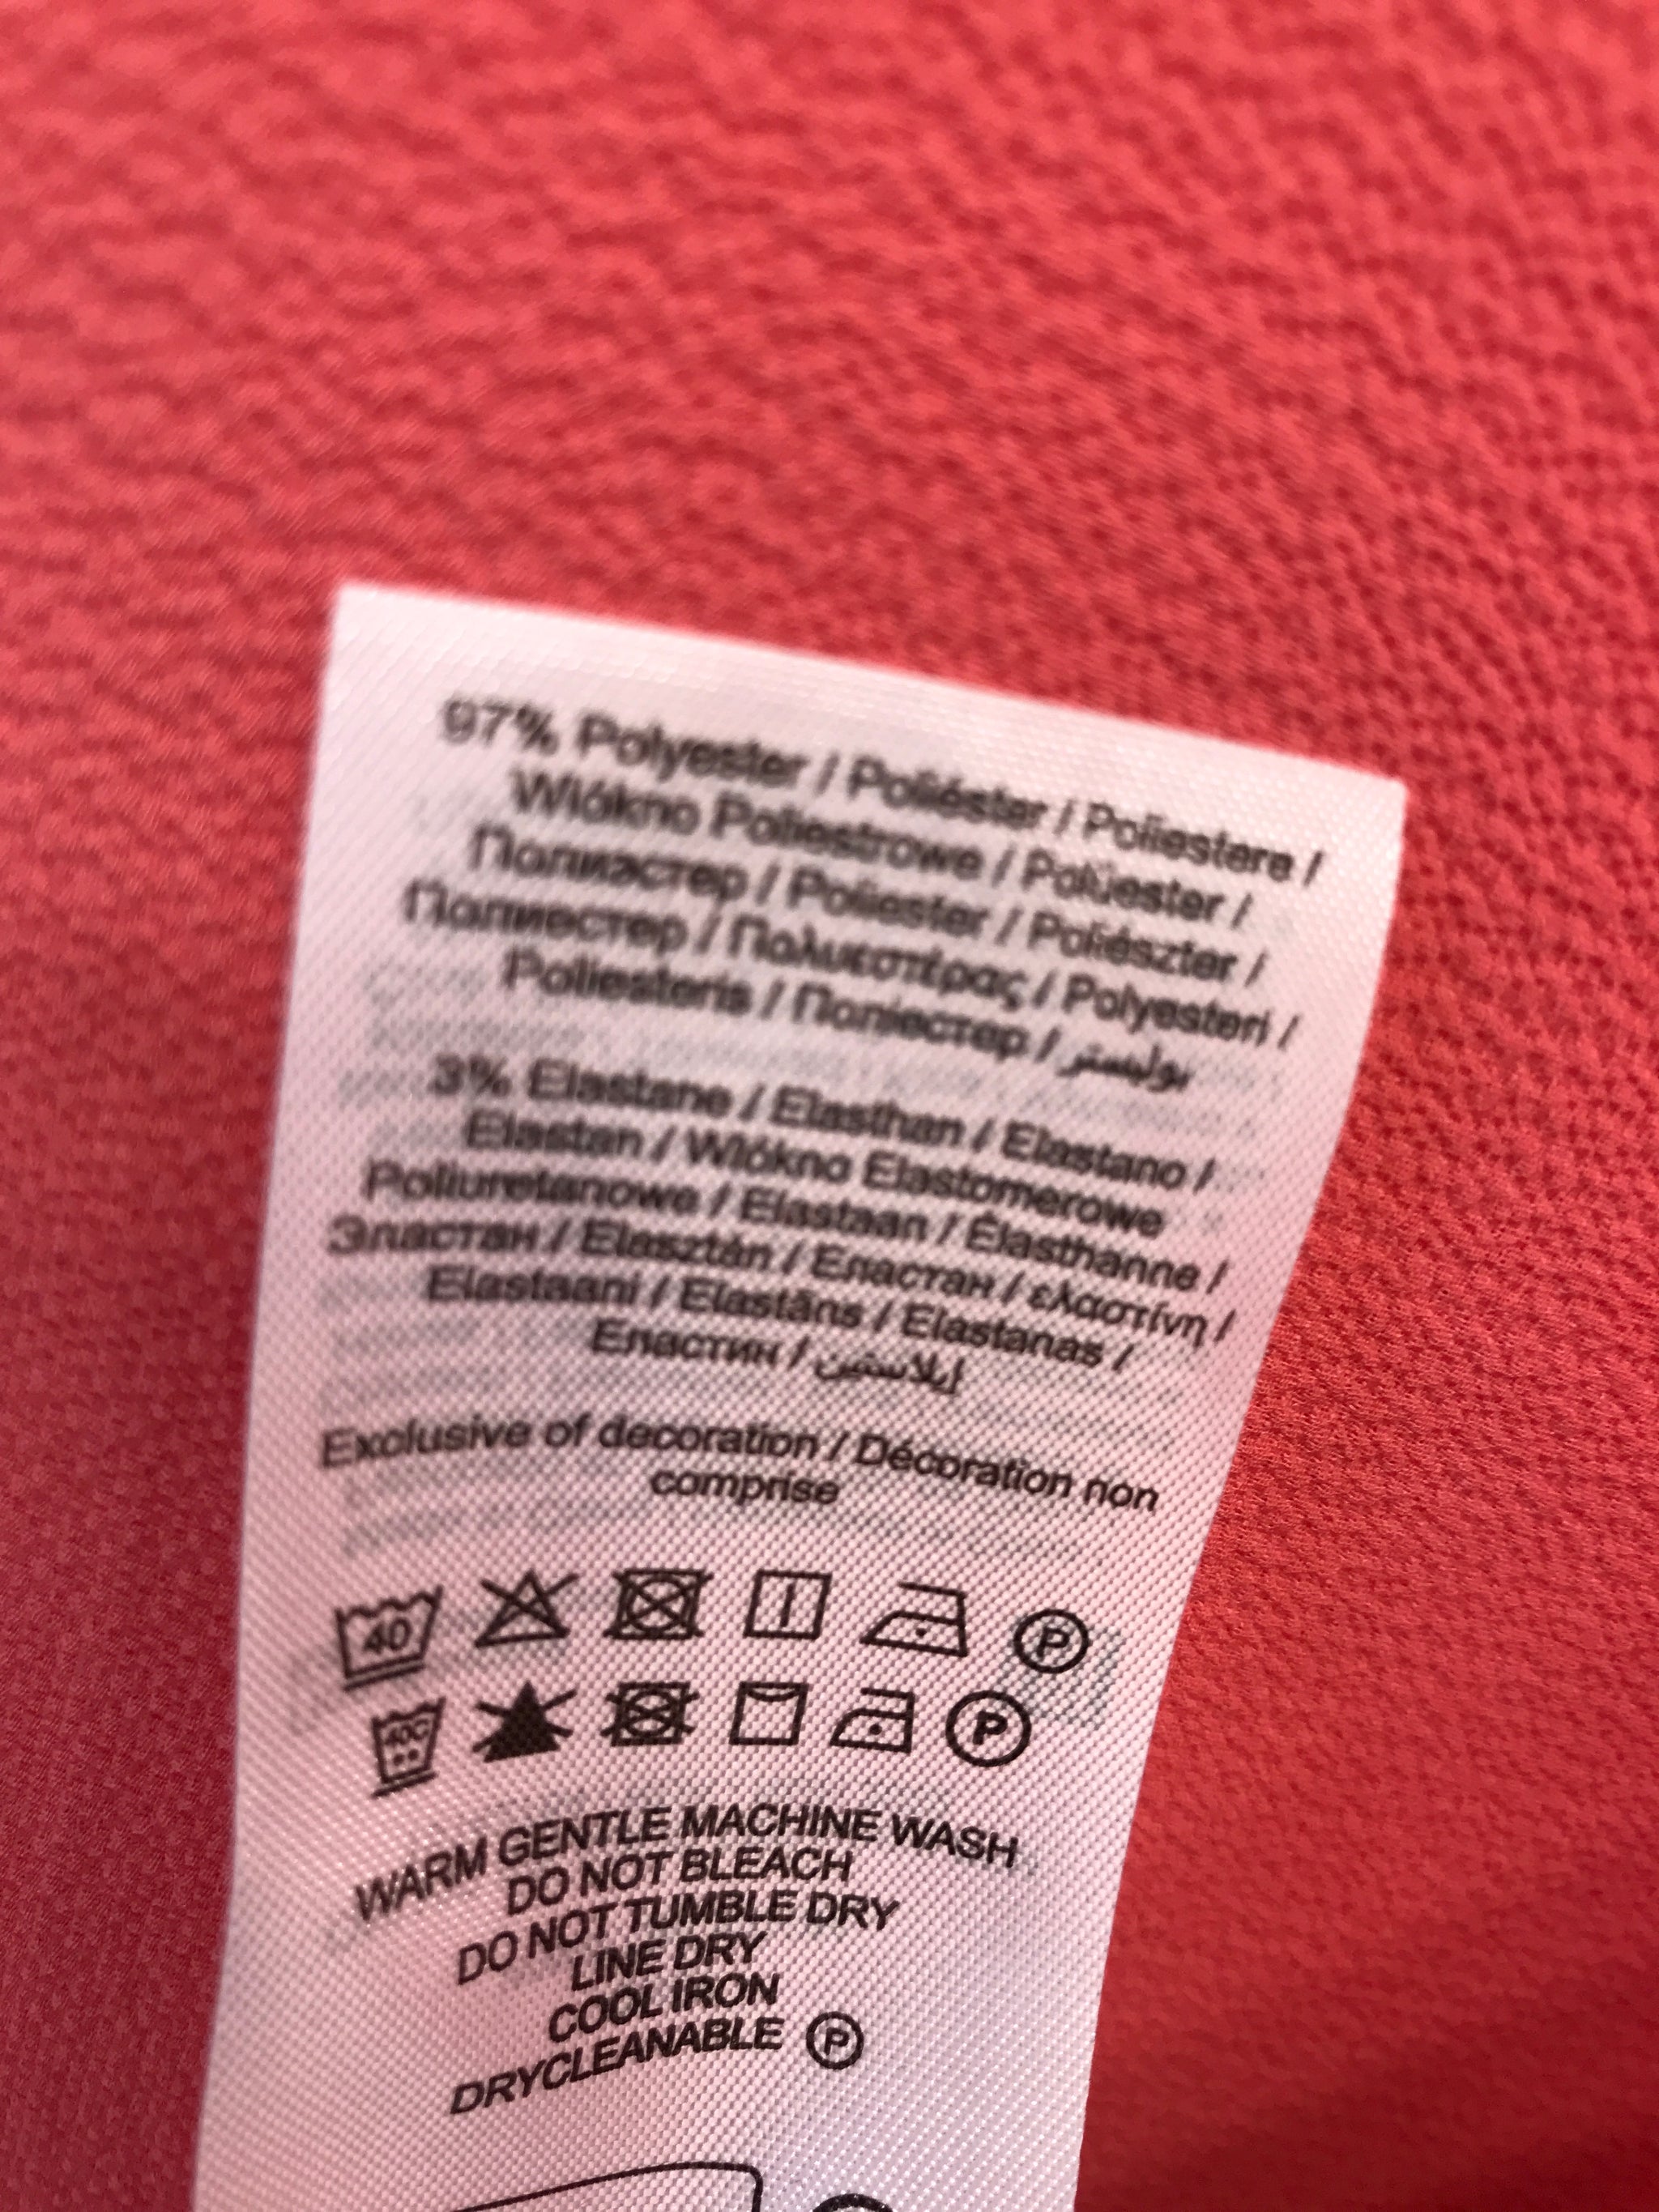 97% Polyester / Poliéster / Poliestere /
Włókno Poliestrowe / Polüester /
Полиэстер / Poliester / Poliészter /
Полиестер / Πολυεστέρας / Polyesteri /
Poliesteris / Поліестер / بوليستر
3% Elastane / Elasthan / Elastano /
Elastan / Włókno Elastomerowe
Poliuretanowe / Elastaan / Élasthanne /
Эластан / Elasztán / Еластан / ελαστίνη /
Elastaani / Elastāns / Elastanas /
Еластин / إيلاستين
Exclusive of decoration / Décoration non
comprise
40 P
40C P
WARM GENTLE MACHINE WASH
DO NOT BLEACH
DO NOT TUMBLE DRY
LINE DRY
COOL IRON
DRYCLEANABLE P